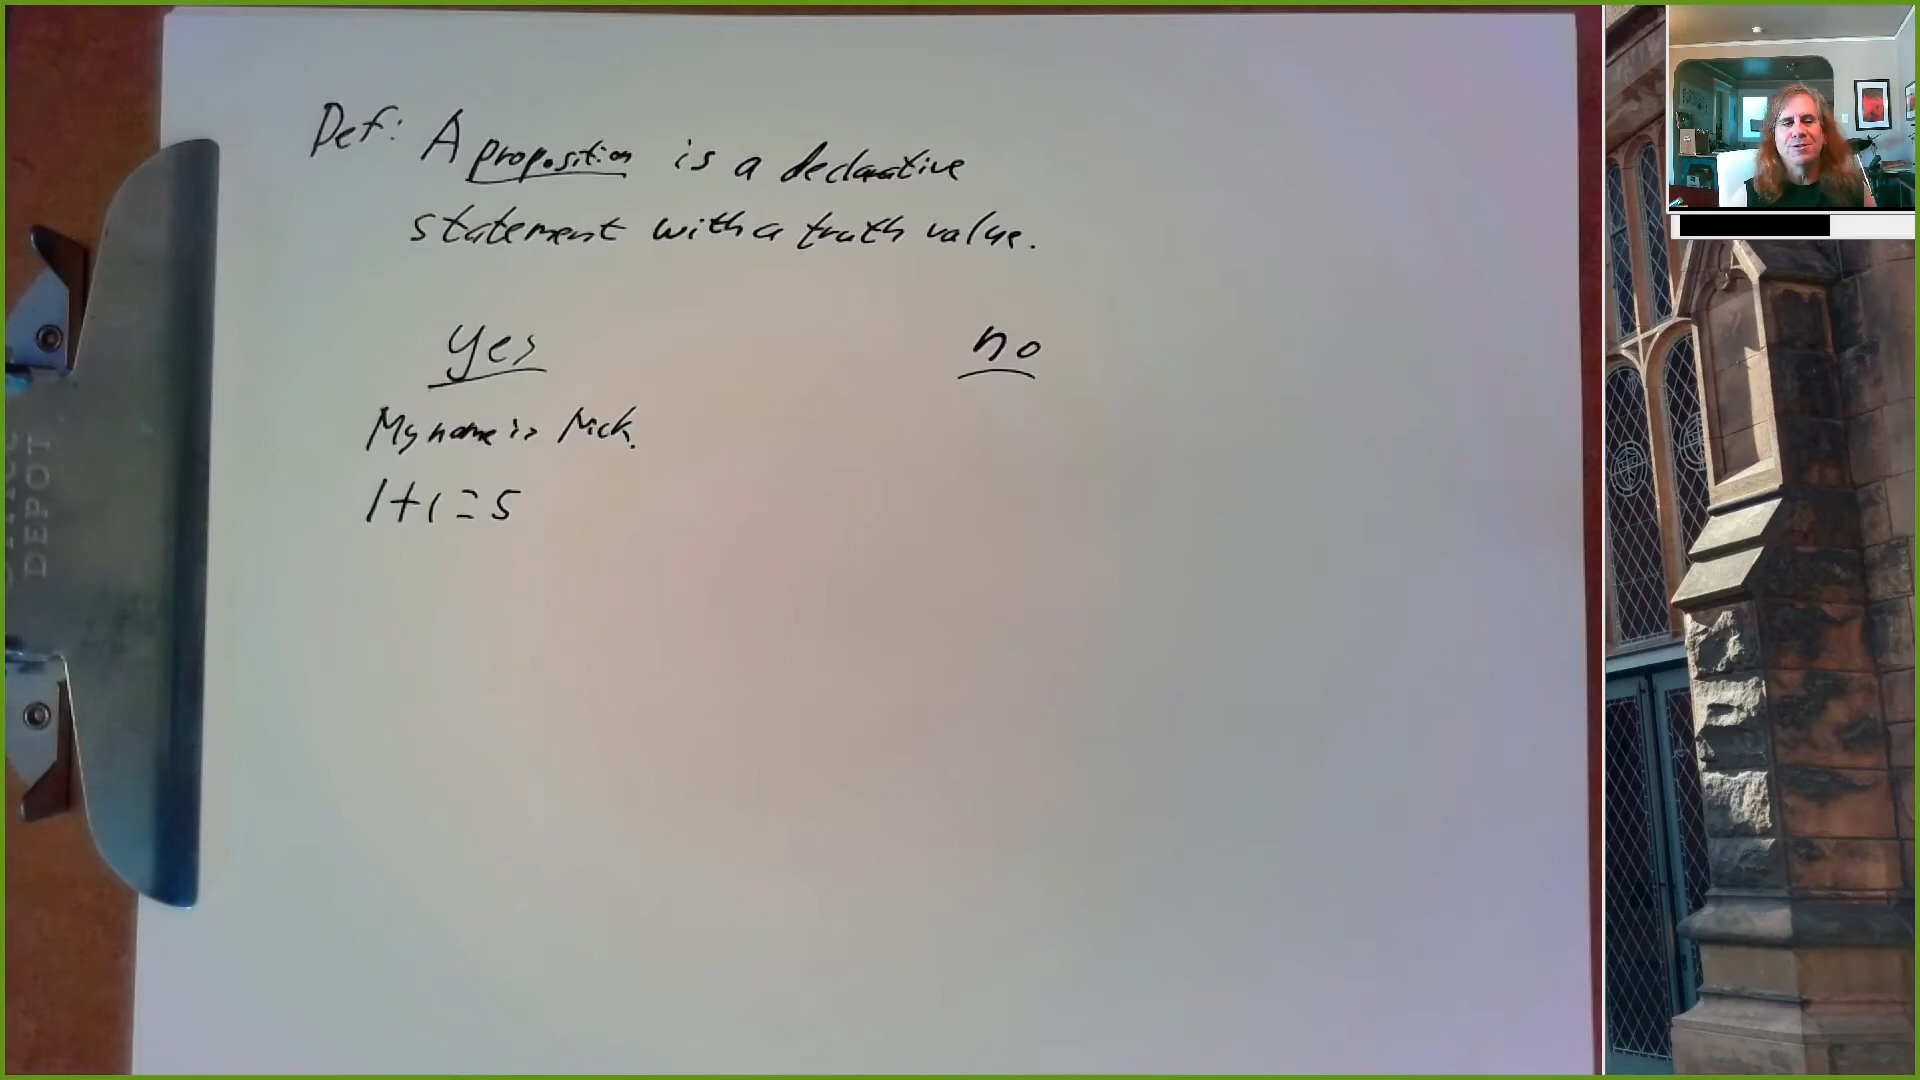 Def: A proposition is a declarative
statement with a truth value.
yes no
My name is Nick.
1+1=5
DEPOT